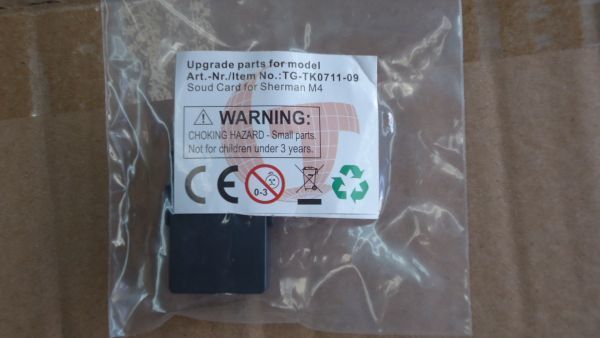 Upgrade parts for model
Art.-Nr./Item No.:TG-TK0711-09
Soud Card for Sherman M4
WARNING:
CHOKING HAZARD - Small parts.
Not for children under 3 years.
CE
0-3